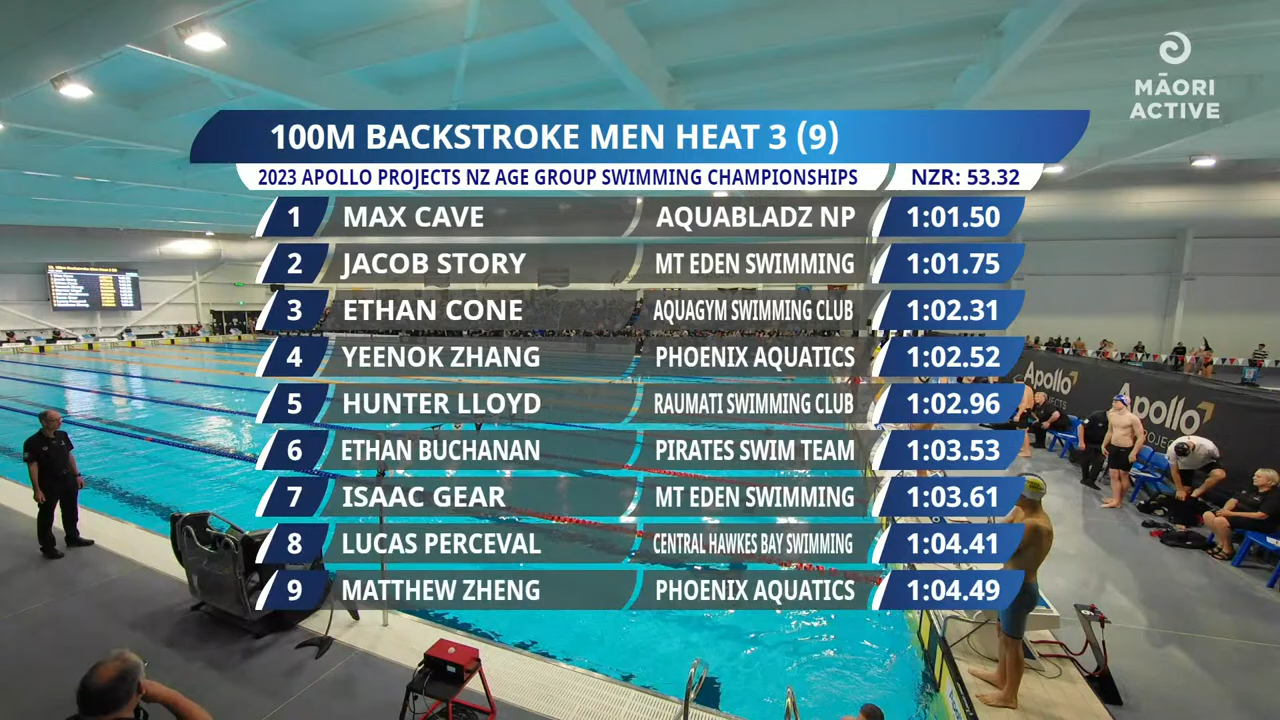 MĀORI
ACTIVE
100M BACKSTROKE MEN HEAT 3 (9)
2023 APOLLO PROJECTS NZ AGE GROUP SWIMMING CHAMPIONSHIPS NZR: 53.32
1 MAX CAVE AQUABLADZ NP 1:01.50
2 JACOB STORY MT EDEN SWIMMING 1:01.75
3 ETHAN CONE AQUAGYM SWIMMING CLUB 1:02.31
4 YEENOK ZHANG PHOENIX AQUATICS 1:02.52
5 HUNTER LLOYD RAUMATI SWIMMING CLUB 1:02.96
6 ETHAN BUCHANAN PIRATES SWIM TEAM 1:03.53
7 ISAAC GEAR MT EDEN SWIMMING 1:03.61
8 LUCAS PERCEVAL CENTRAL HAWKES BAY SWIMMING 1:04.41
9 MATTHEW ZHENG PHOENIX AQUATICS 1:04.49
Apollo
PROJECTS
Apollo
PROJECTS